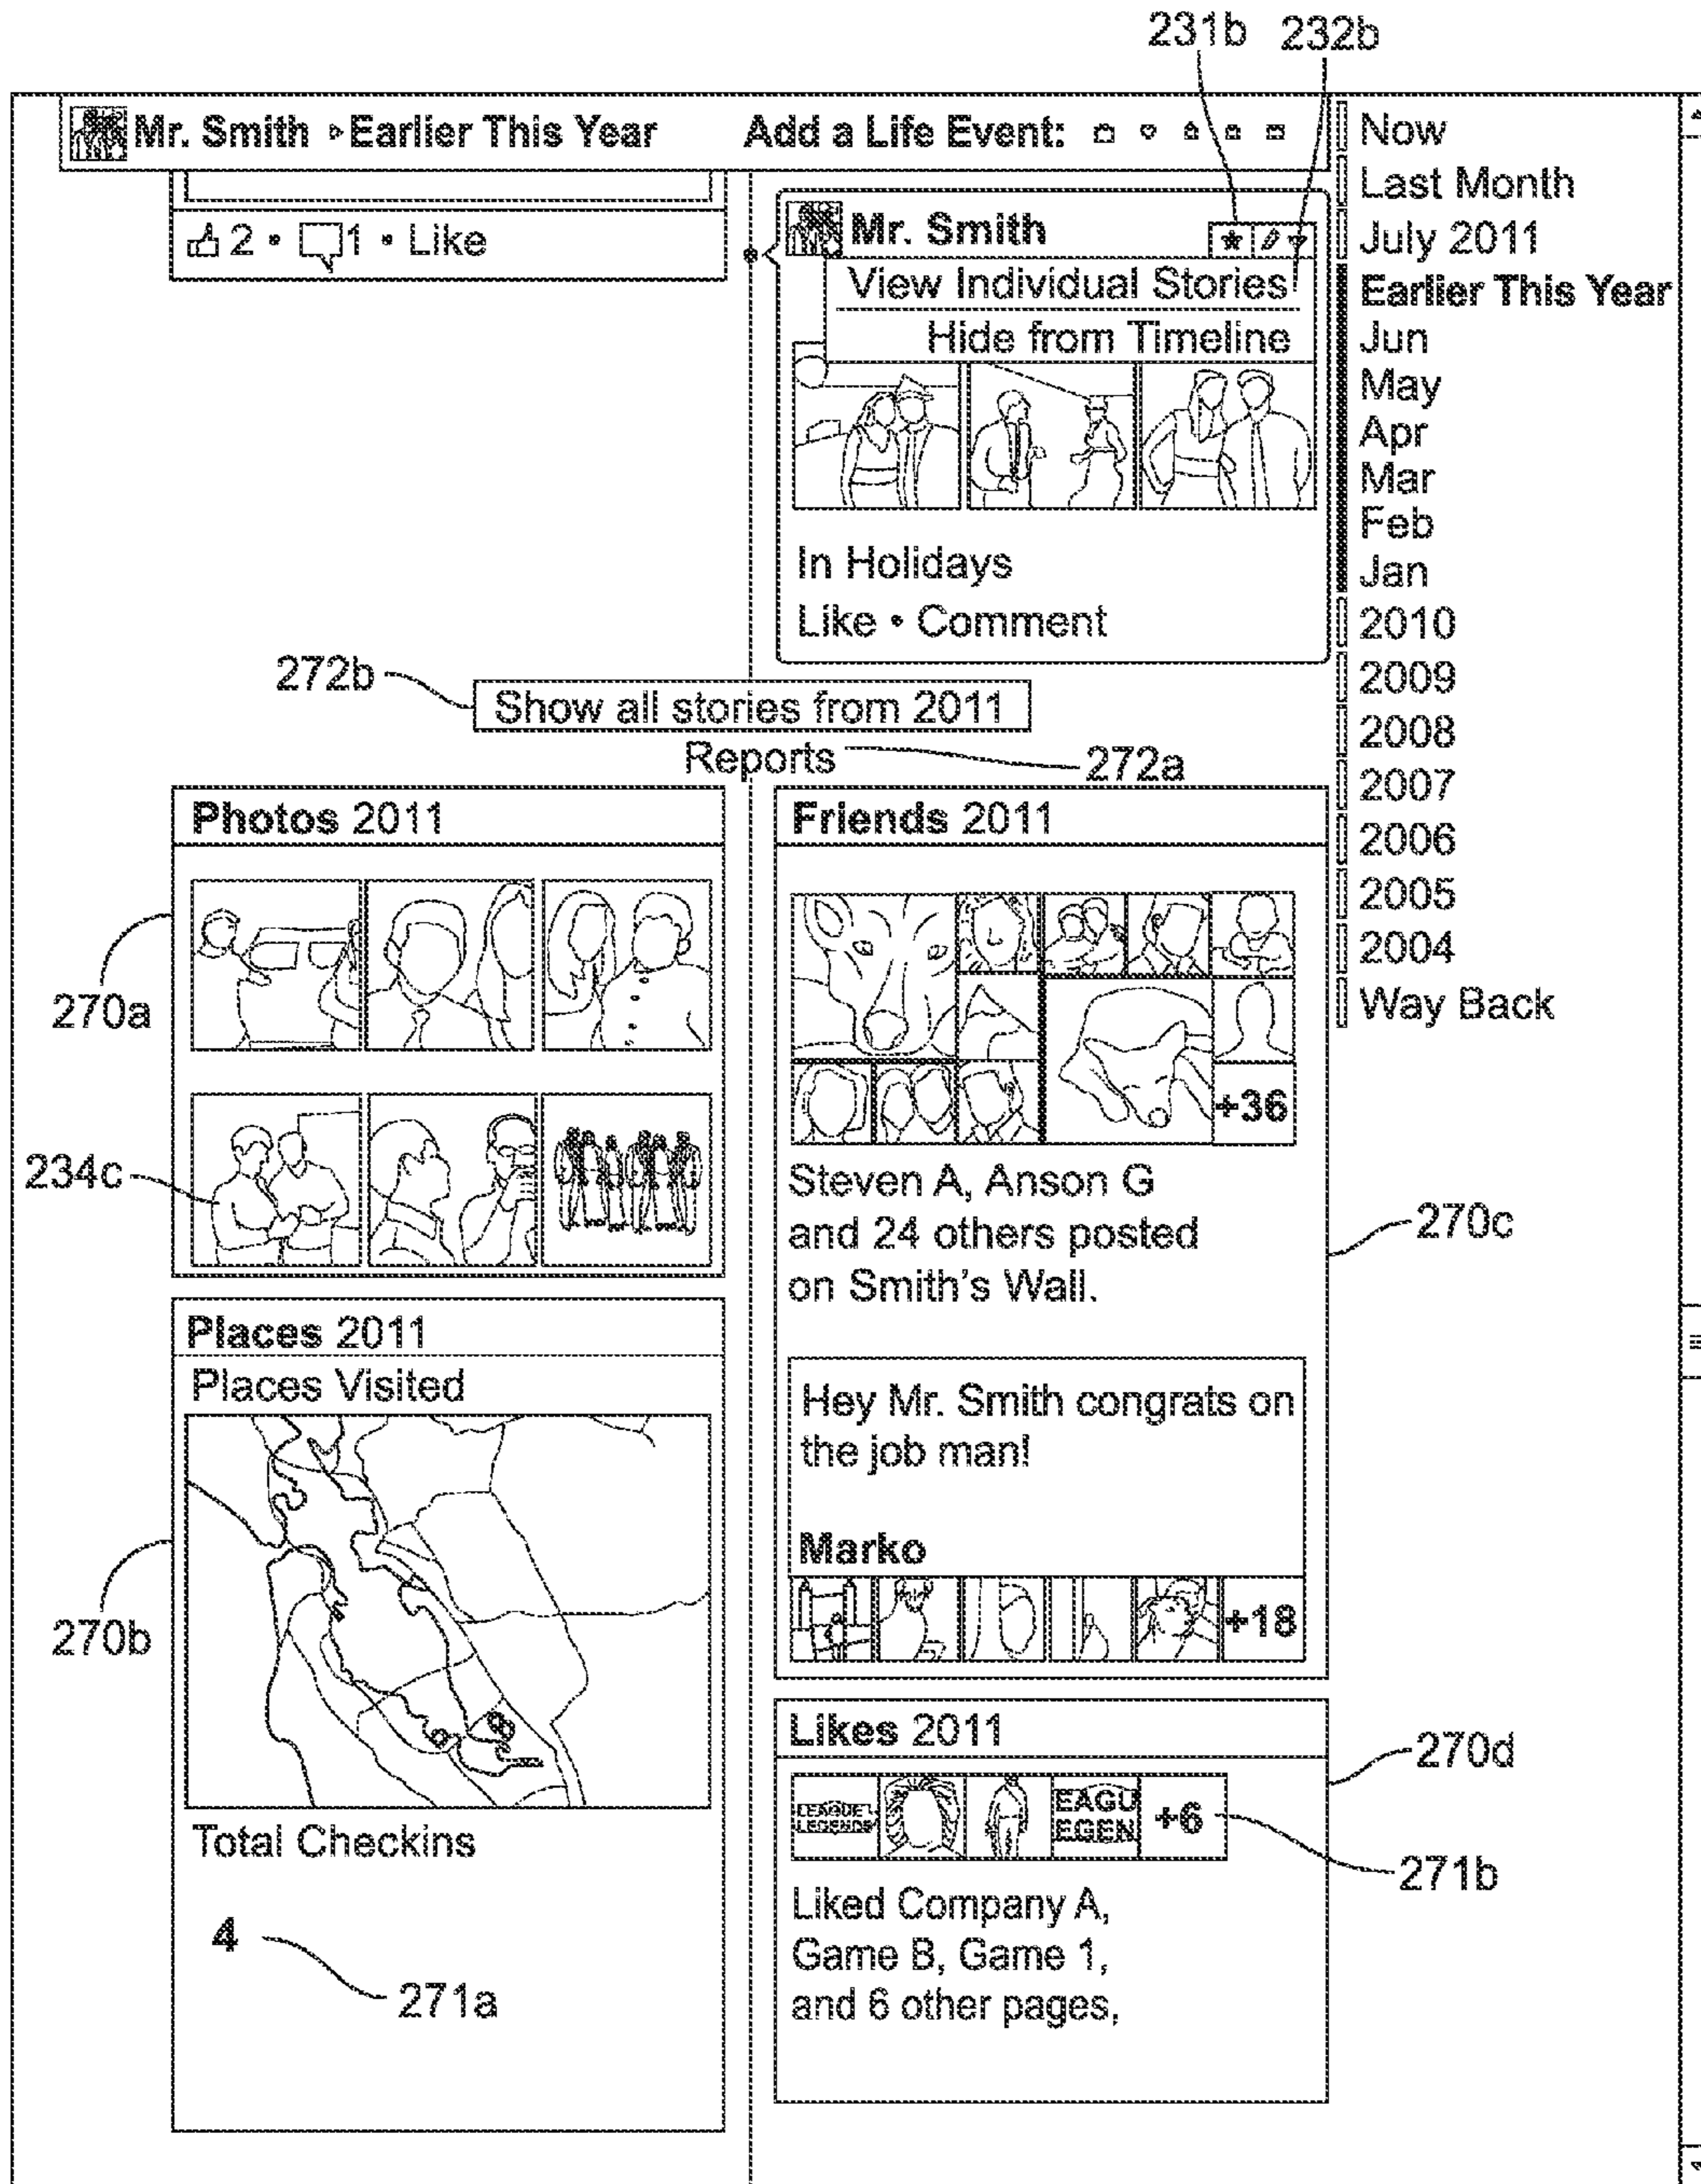 231b 232b
Mr. Smith ▹ Earlier This Year Add a Life Event:
2 • 1 • Like
Mr. Smith
View Individual Stories
Hide from Timeline
In Holidays
Like • Comment
Now
Last Month
July 2011
Earlier This Year
Jun
May
Apr
Mar
Feb
Jan
2010
2009
2008
2007
2006
2005
2004
Way Back
272b
Show all stories from 2011
Reports
272a
Photos 2011
270a
234c
Places 2011
Places Visited
270b
Total Checkins
4
271a
Friends 2011
+36
Steven A, Anson G
and 24 others posted
on Smith's Wall.
270c
Hey Mr. Smith congrats on
the job man!
Marko
+18
Likes 2011
270d
LEAGUE
LEGENDS
EAGU
EGEN
+6
271b
Liked Company A,
Game B, Game 1,
and 6 other pages,